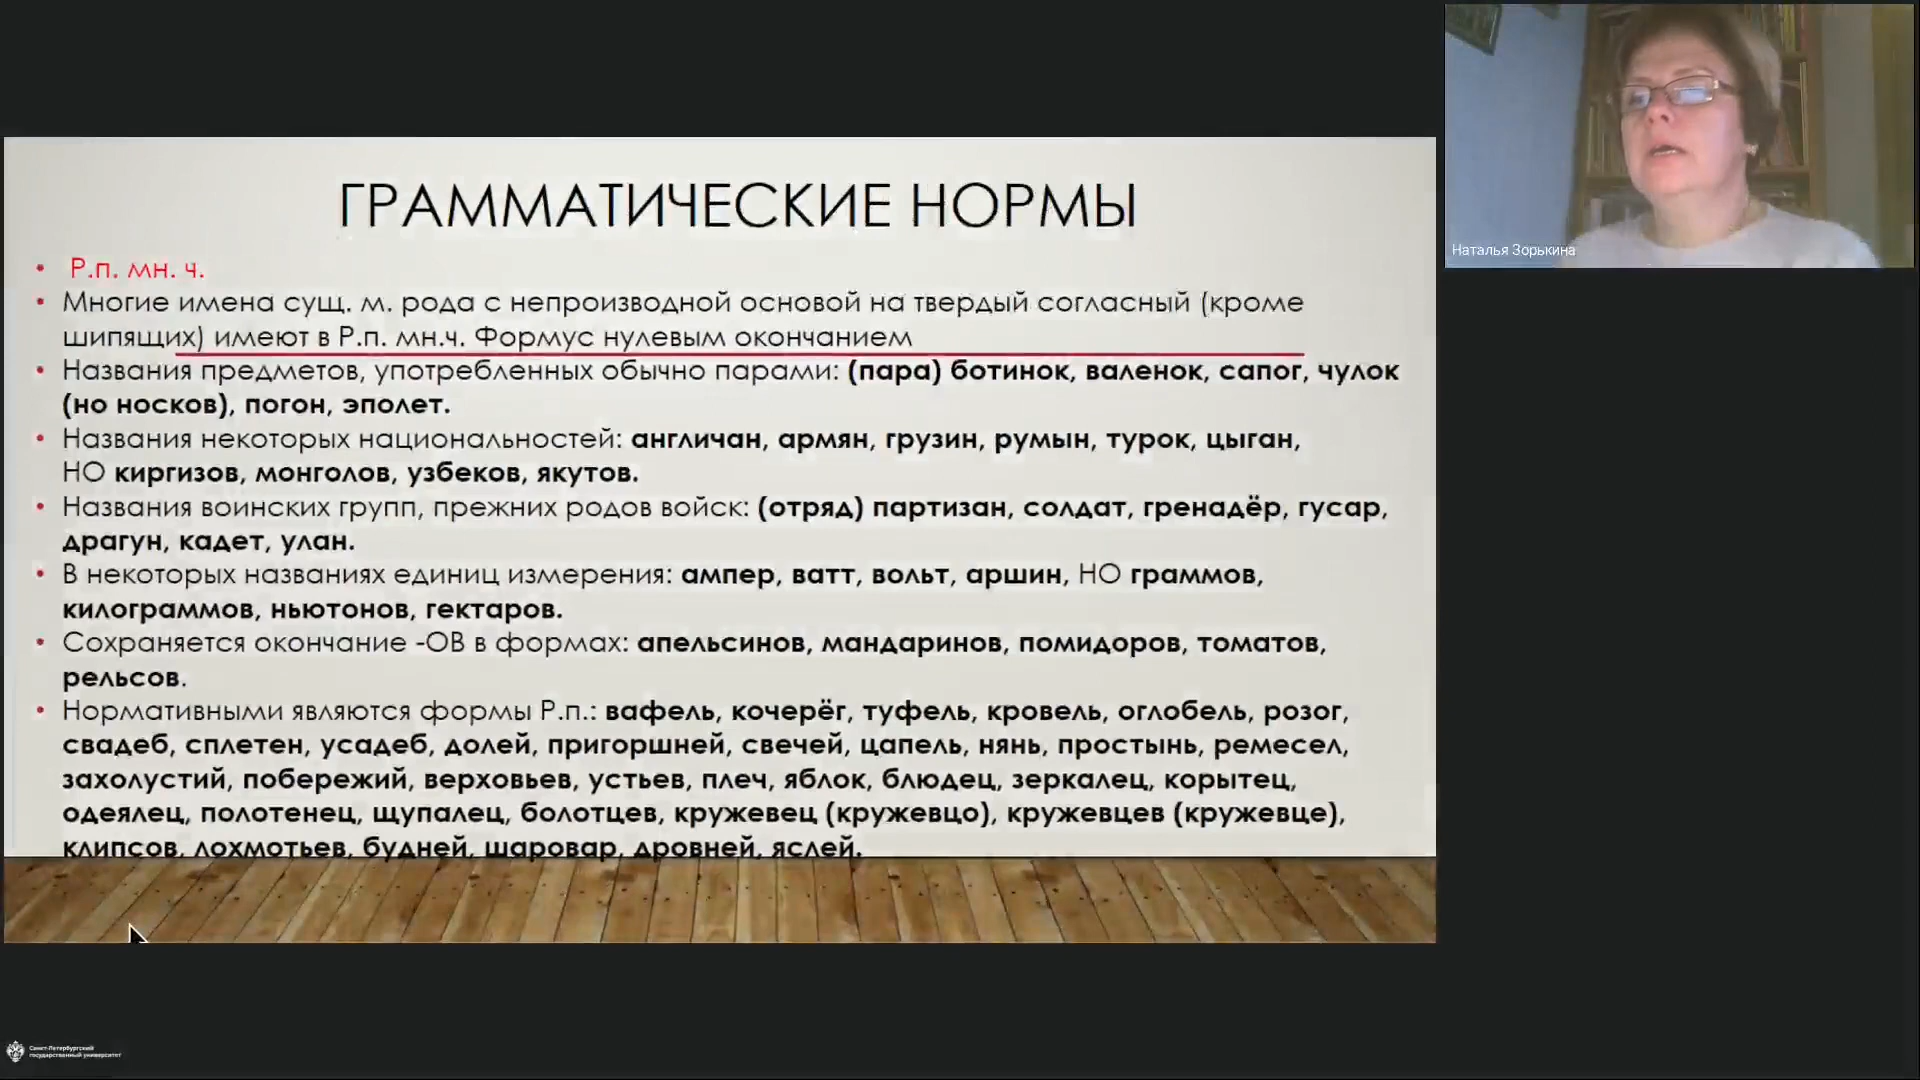 ГРАММАТИЧЕСКИЕ НОРМЫ
• Р.п. мн. ч.
• Многие имена сущ. м. рода с непроизводной основой на твердый согласный (кроме
шипящих) имеют в Р.п. мн.ч. Формус нулевым окончанием
• Названия предметов, употребленных обычно парами: (пара) ботинок, валенок, сапог, чулок
(но носков), погон, эполет.
• Названия некоторых национальностей: англичан, армян, грузин, румын, турок, цыган,
НО киргизов, монголов, узбеков, якутов.
• Названия воинских групп, прежних родов войск: (отряд) партизан, солдат, гренадёр, гусар,
драгун, кадет, улан.
• В некоторых названиях единиц измерения: ампер, ватт, вольт, аршин, НО граммов,
килограммов, ньютонов, гектаров.
• Сохраняется окончание -ОВ в формах: апельсинов, мандаринов, помидоров, томатов,
рельсов.
• Нормативными являются формы Р.п.: вафель, кочерёг, туфель, кровель, оглобель, розог,
свадеб, сплетен, усадеб, долей, пригоршней, свечей, цапель, нянь, простынь, ремесел,
захолустий, побережий, верховьев, устьев, плеч, яблок, блюдец, зеркалец, корытец,
одеялец, полотенец, щупалец, болотцев, кружевец (кружевцо), кружевцев (кружевце),
клипсов, лохмотьев, будней, шаровар, дровней, яслей.
Наталья Зорькина
Санкт-Петербургский
государственный университет